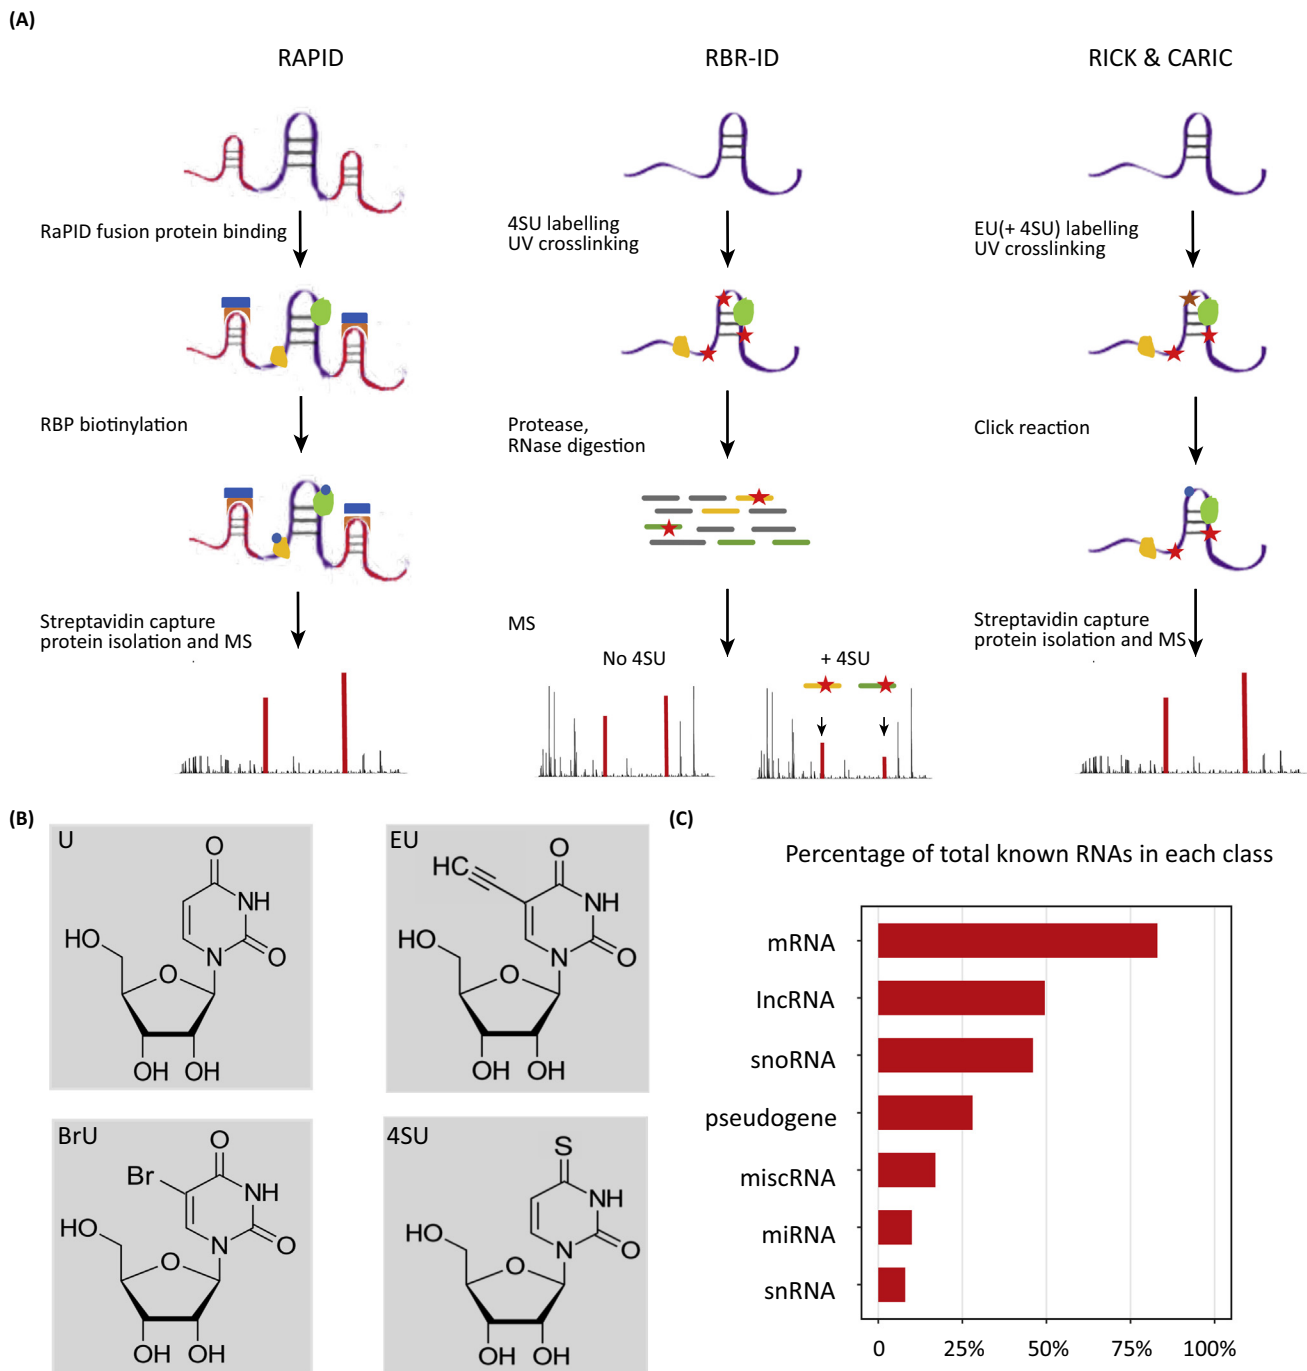 (A)
RAPID
RBR-ID
RICK & CARIC
RaPID fusion protein binding
4SU labelling
UV crosslinking
EU(+ 4SU) labelling
UV crosslinking
RBP biotinylation
Protease,
RNase digestion
Click reaction
Streptavidin capture
protein isolation and MS
MS
No 4SU
+ 4SU
Streptavidin capture
protein isolation and MS
(B)
U
O
NH
O
N
HO
O
OH OH
EU
HC
O
NH
O
N
HO
O
OH OH
BrU
O
Br
NH
O
N
HO
O
OH OH
4SU
S
NH
O
N
HO
O
OH OH
(C)
Percentage of total known RNAs in each class
mRNA
lncRNA
snoRNA
pseudogene
miscRNA
miRNA
snRNA
0 25% 50% 75% 100%